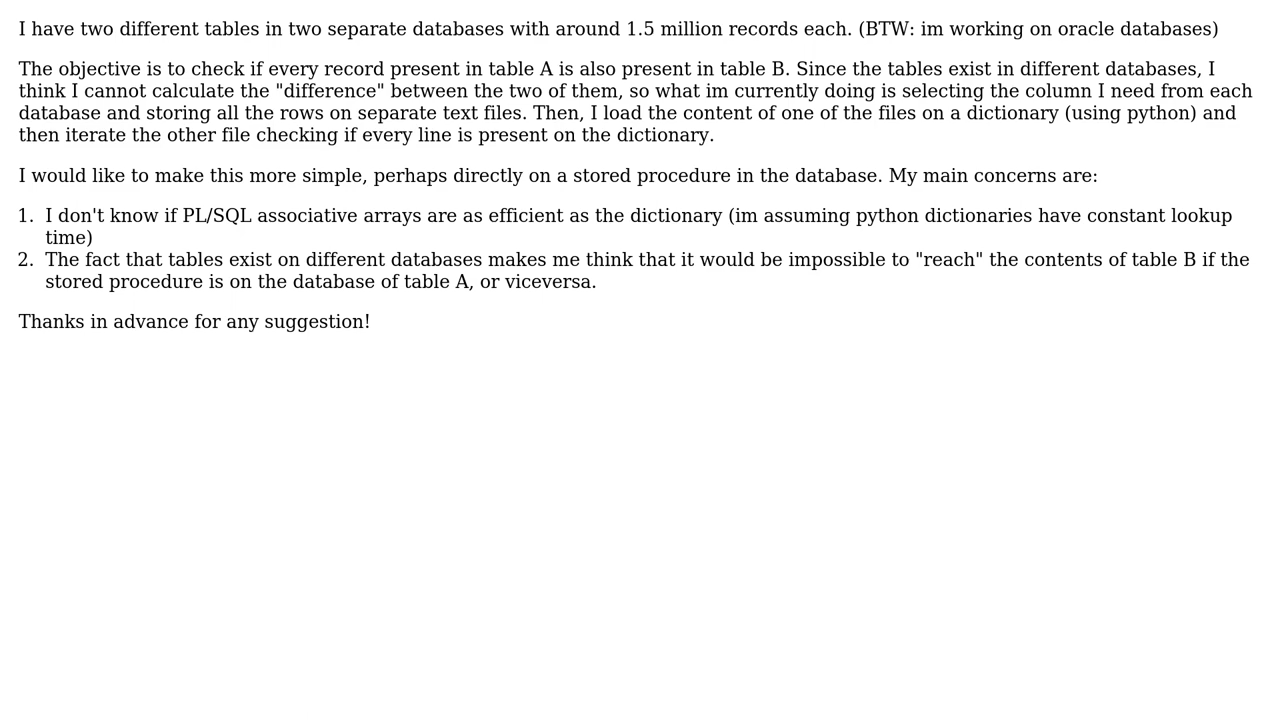 I have two different tables in two separate databases with around 1.5 million records each. (BTW: im working on oracle databases)
The objective is to check if every record present in table A is also present in table B. Since the tables exist in different databases, I
think I cannot calculate the "difference" between the two of them, so what im currently doing is selecting the column I need from each
database and storing all the rows on separate text files. Then, I load the content of one of the files on a dictionary (using python) and
then iterate the other file checking if every line is present on the dictionary.
I would like to make this more simple, perhaps directly on a stored procedure in the database. My main concerns are:
1. I don't know if PL/SQL associative arrays are as efficient as the dictionary (im assuming python dictionaries have constant lookup
time)
2. The fact that tables exist on different databases makes me think that it would be impossible to "reach" the contents of table B if the
stored procedure is on the database of table A, or viceversa.
Thanks in advance for any suggestion!